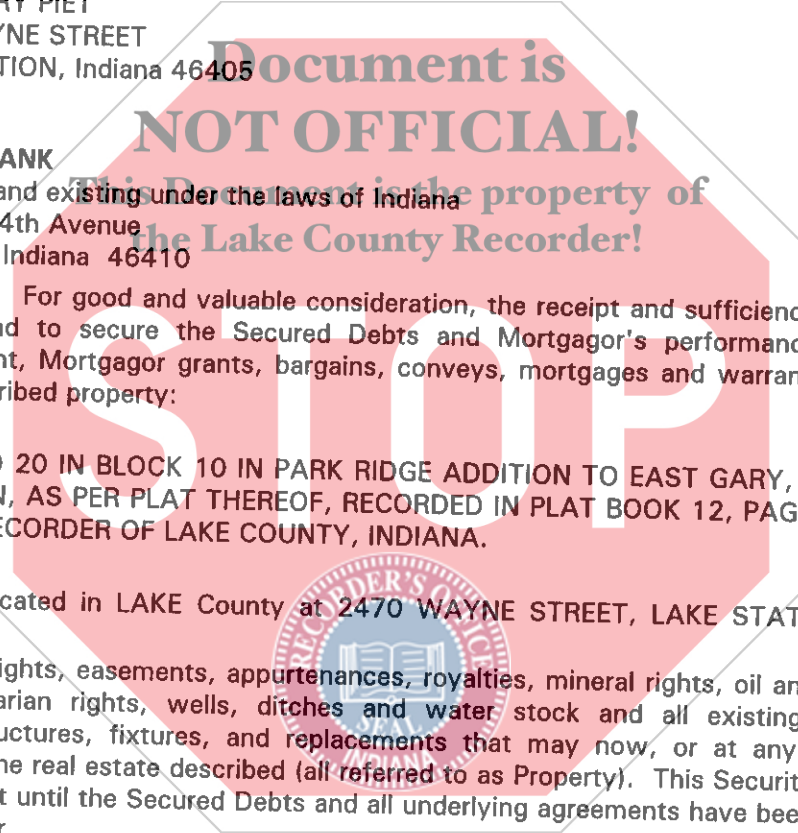 RY PIET
YNE STREET
TION, Indiana 46405
Document is
NOT OFFICIAL!
ANK
This Document is the property of
and existing under the laws of Indiana
4th Avenue
the Lake County Recorder!
Indiana 46410
For good and valuable consideration, the receipt and sufficienc
nd to secure the Secured Debts and Mortgagor's performanc
nt, Mortgagor grants, bargains, conveys, mortgages and warran
ribed property:
STOP
20 IN BLOCK 10 IN PARK RIDGE ADDITION TO EAST GARY,
N, AS PER PLAT THEREOF, RECORDED IN PLAT BOOK 12, PAG
ECORDER OF LAKE COUNTY, INDIANA.
cated in LAKE County at 2470 WAYNE STREET, LAKE STAT
RECORDER'S OFFICE
ights, easements, appurtenances, royalties, mineral rights, oil an
arian rights, wells, ditches and water stock and all existing
SEAL
uctures, fixtures, and replacements that may now, or at any
INDIANA
he real estate described (all referred to as Property). This Securit
t until the Secured Debts and all underlying agreements have bee